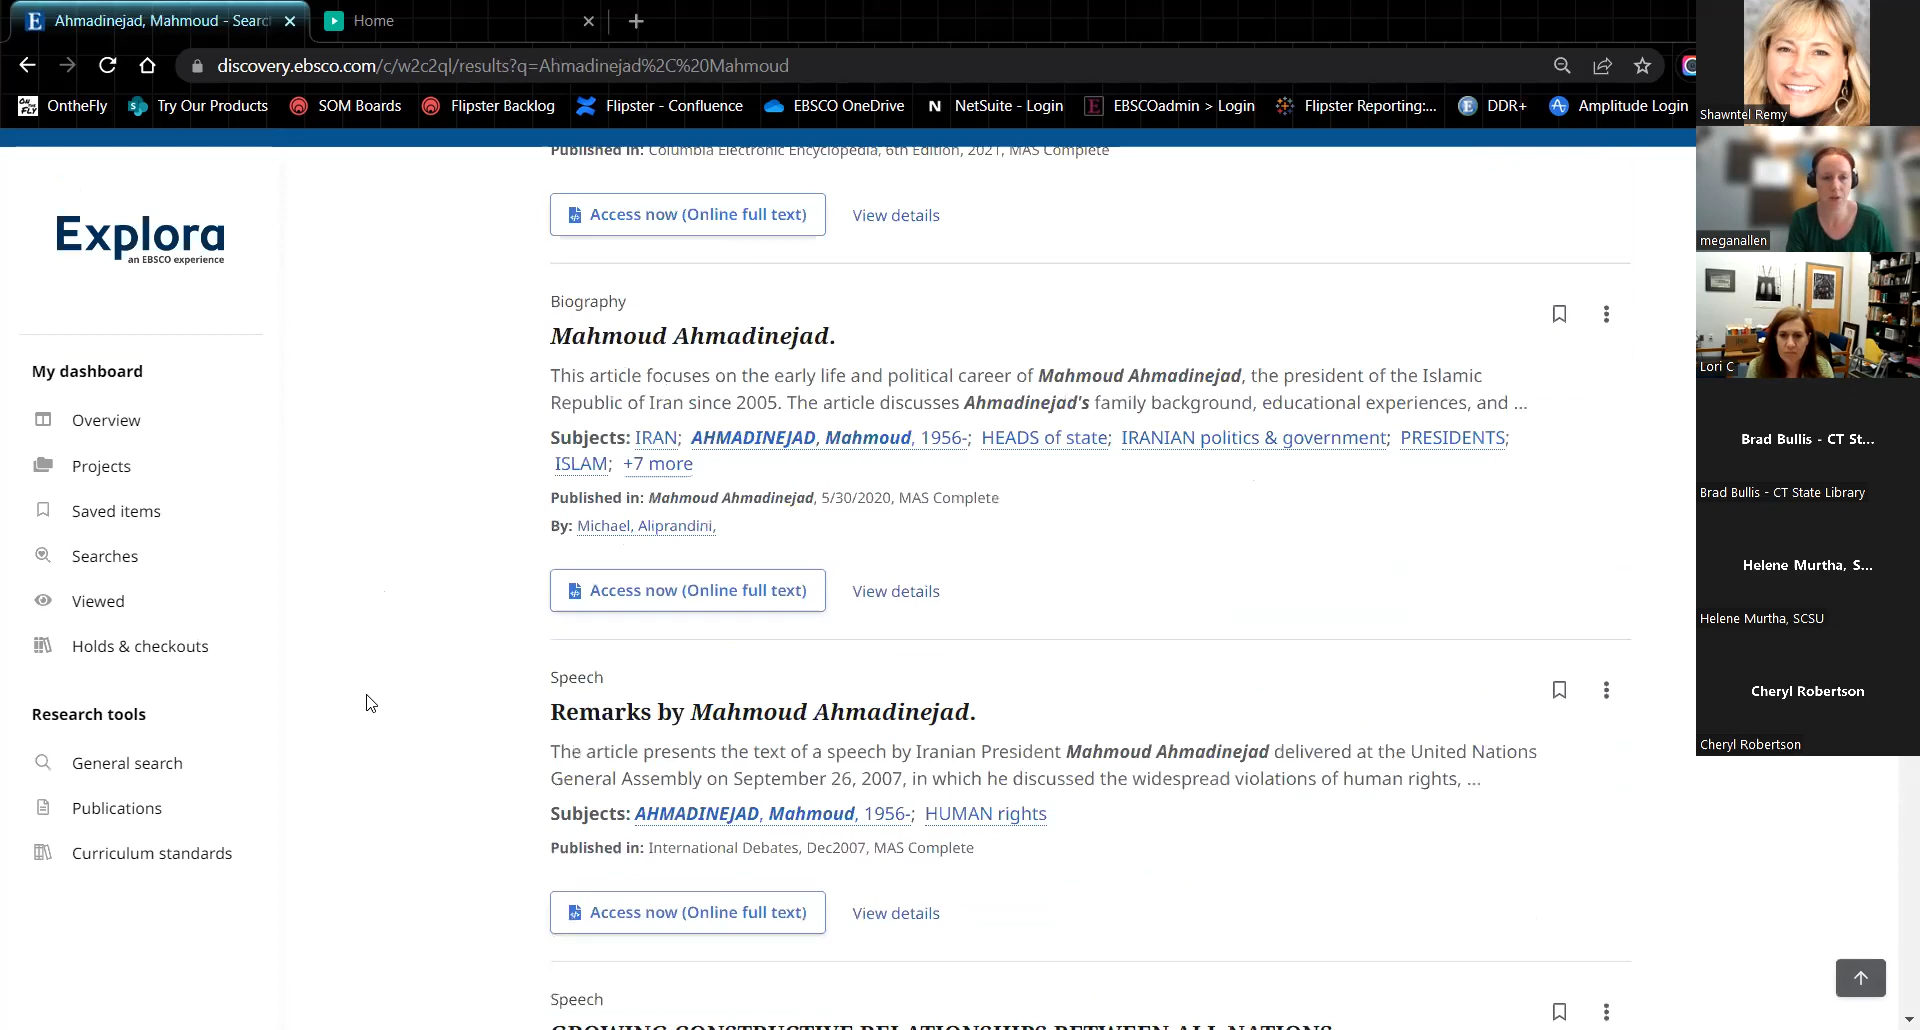 Ahmadinejad, Mahmoud - Searc
Home
discovery.ebsco.com/c/w2c2ql/results?q=Ahmadinejad%2C%20Mahmoud
ON THE FLY
OntheFly
Try Our Products
SOM Boards
Flipster Backlog
Flipster - Confluence
EBSCO OneDrive
N NetSuite - Login
E EBSCOadmin > Login
Flipster Reporting:...
E DDR+
Amplitude Login
Explora
an EBSCO experience
My dashboard
Overview
Projects
Saved items
Searches
Viewed
Holds & checkouts
Research tools
General search
Publications
Curriculum standards
Published in: Columbia Electronic Encyclopedia, 6th Edition, 2021, MAS Complete
Access now (Online full text)
View details
Biography
Mahmoud Ahmadinejad.
This article focuses on the early life and political career of Mahmoud Ahmadinejad, the president of the Islamic
Republic of Iran since 2005. The article discusses Ahmadinejad's family background, educational experiences, and ...
Subjects: IRAN; AHMADINEJAD, Mahmoud, 1956-; HEADS of state; IRANIAN politics & government; PRESIDENTS;
ISLAM; +7 more
Published in: Mahmoud Ahmadinejad, 5/30/2020, MAS Complete
By: Michael, Aliprandini,
Access now (Online full text)
View details
Speech
Remarks by Mahmoud Ahmadinejad.
The article presents the text of a speech by Iranian President Mahmoud Ahmadinejad delivered at the United Nations
General Assembly on September 26, 2007, in which he discussed the widespread violations of human rights, ...
Subjects: AHMADINEJAD, Mahmoud, 1956-; HUMAN rights
Published in: International Debates, Dec2007, MAS Complete
Access now (Online full text)
View details
Speech
GROWING CONSTRUCTIVE RELATIONSHIPS BETWEEN ALL NATIONS
Shawntel Remy
meganallen
Lori C
Brad Bullis - CT St...
Brad Bullis - CT State Library
Helene Murtha, S...
Helene Murtha, SCSU
Cheryl Robertson
Cheryl Robertson